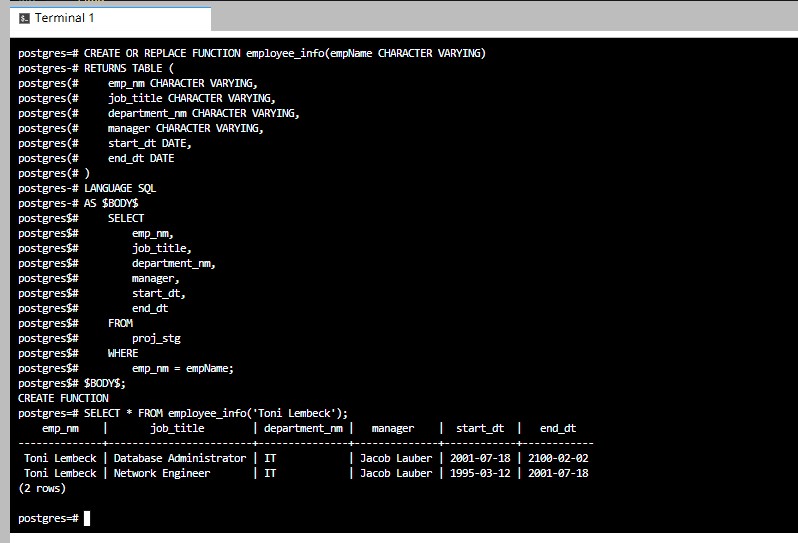 Terminal 1
postgres=# CREATE OR REPLACE FUNCTION employee_info(empName CHARACTER VARYING)
postgres-# RETURNS TABLE (
postgres(#     emp_nm CHARACTER VARYING,
postgres(#     job_title CHARACTER VARYING,
postgres(#     department_nm CHARACTER VARYING,
postgres(#     manager CHARACTER VARYING,
postgres(#     start_dt DATE,
postgres(#     end_dt DATE
postgres(# )
postgres-# LANGUAGE SQL
postgres-# AS $BODY$
postgres$#     SELECT
postgres$#         emp_nm,
postgres$#         job_title,
postgres$#         department_nm,
postgres$#         manager,
postgres$#         start_dt,
postgres$#         end_dt
postgres$#     FROM
postgres$#         proj_stg
postgres$#     WHERE
postgres$#         emp_nm = empName;
postgres$# $BODY$;
CREATE FUNCTION
postgres=# SELECT * FROM employee_info('Toni Lembeck');
    emp_nm    |       job_title        | department_nm |   manager    |  start_dt  |   end_dt
--------------+------------------------+---------------+--------------+------------+------------
 Toni Lembeck | Database Administrator | IT            | Jacob Lauber | 2001-07-18 | 2100-02-02
 Toni Lembeck | Network Engineer       | IT            | Jacob Lauber | 1995-03-12 | 2001-07-18
(2 rows)
postgres=#